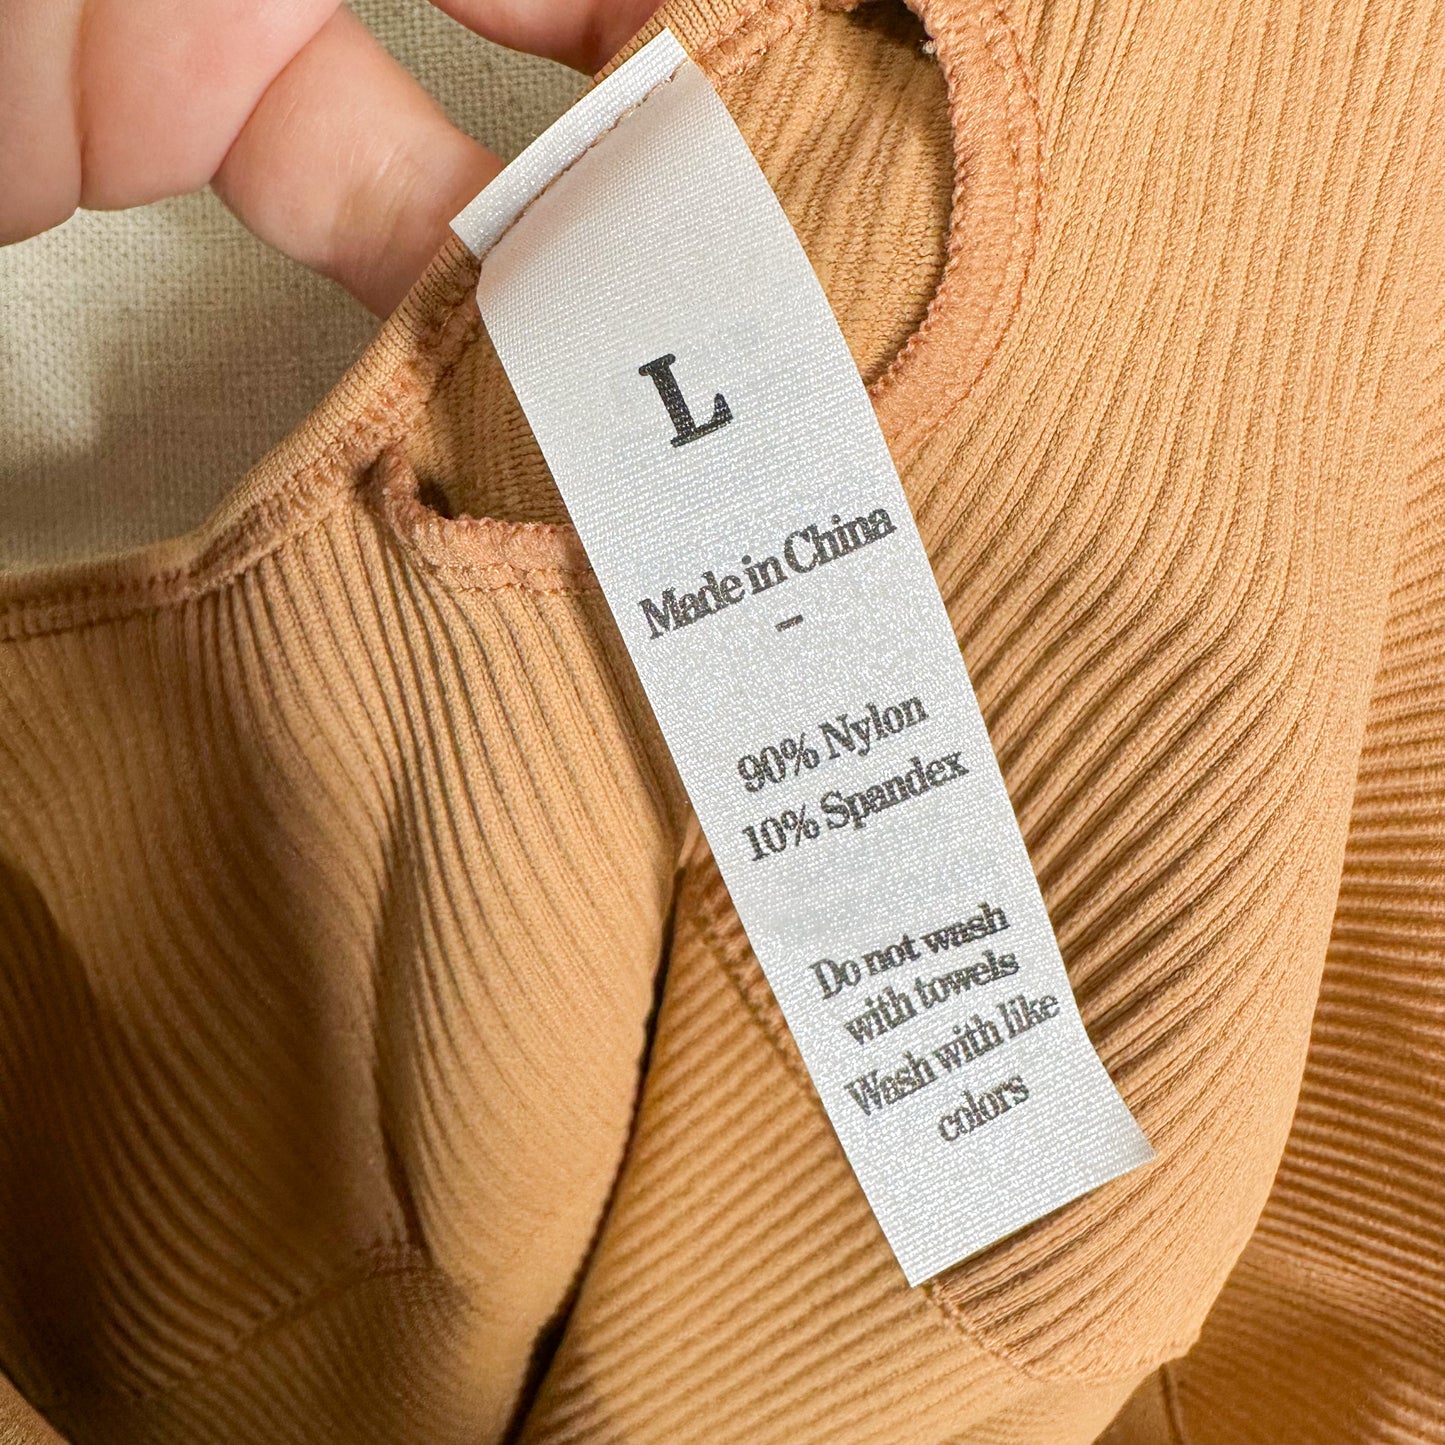 L
Made in China
-
90% Nylon
10% Spandex
Do not wash
with towels
Wash with like
colors